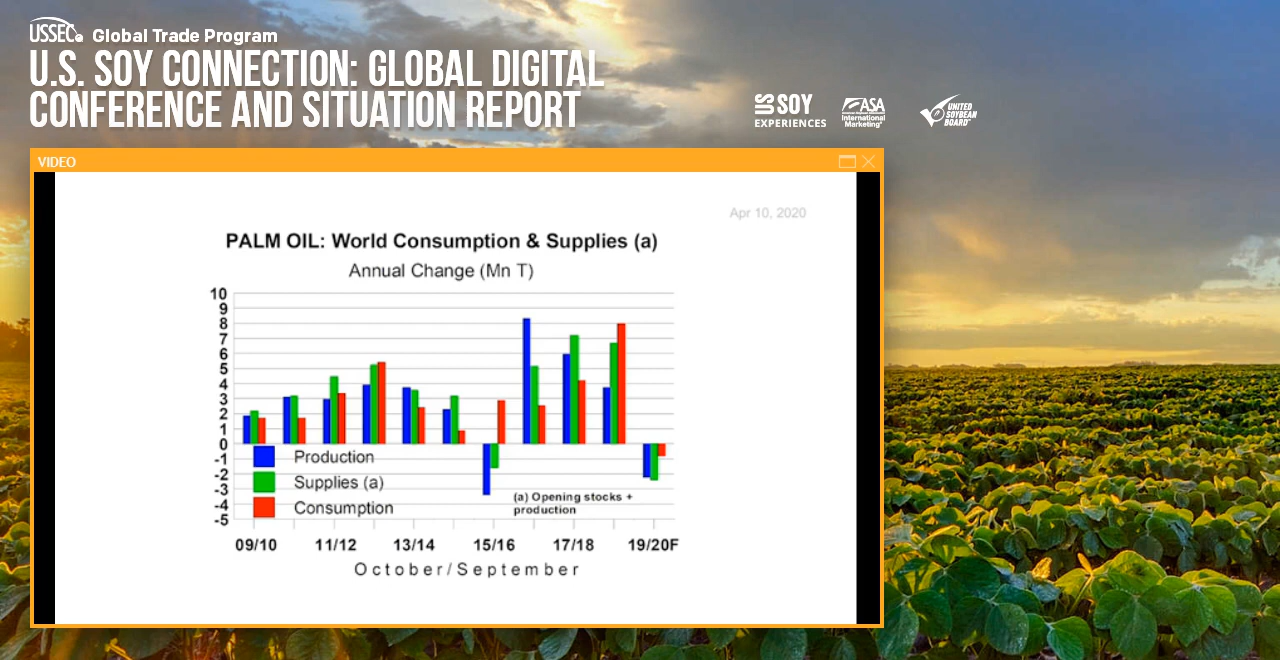 USSEC Global Trade Program
U.S. SOY CONNECTION: GLOBAL DIGITAL
CONFERENCE AND SITUATION REPORT
US SOY
EXPERIENCES
ASA
International
Marketing
UNITED
SOYBEAN
BOARD
VIDEO
Apr 10, 2020
PALM OIL: World Consumption & Supplies (a)
Annual Change (Mn T)
10
9
8
7
6
5
4
3
2
1
0
-1
-2
-3
-4
-5
Production
Supplies (a)
Consumption
(a) Opening stocks +
production
09/10 11/12 13/14 15/16 17/18 19/20F
October/September